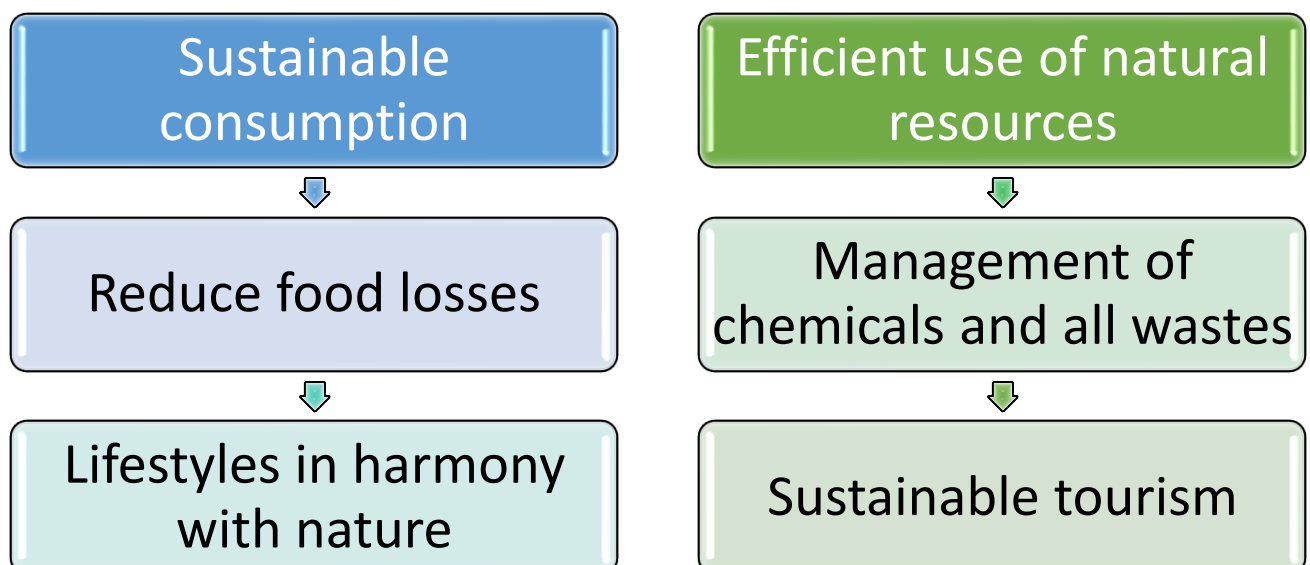 Sustainable
consumption
Reduce food losses
Lifestyles in harmony
with nature
Efficient use of natural
resources
Management of
chemicals and all wastes
Sustainable tourism